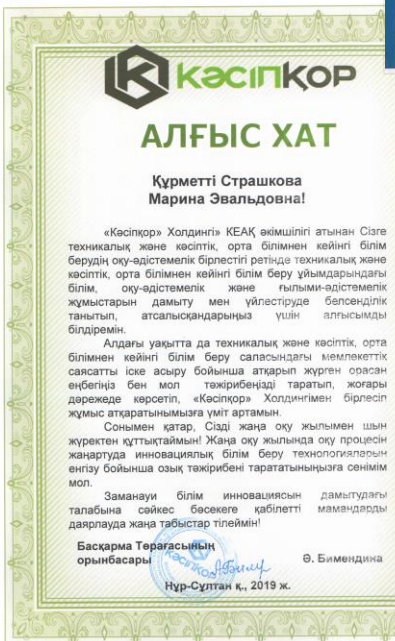 КӘСІПҚОР
АЛҒЫС ХАТ
Құрметті Страшкова
Марина Эвальдовна!
«Кәсіпқор» Холдингі» КЕАҚ әкімшілігі атынан Сізге
техникалық және кәсіптік, орта білімнен кейінгі білім
берудің оқу-әдістемелік бірлестігі ретінде техникалық және
кәсіптік, орта білімнен кейінгі білім беру ұйымдарындағы
білім, оқу-әдістемелік және ғылыми-әдістемелік
жұмыстарын дамыту мен үйлестіруде белсенділік
танытып, атсалысқандарыңыз үшін алғысымды
білдіремін.
Алдағы уақытта да техникалық және кәсіптік, орта
білімнен кейінгі білім беру саласындағы мемлекеттік
саясатты іске асыру бойынша атқарып жүрген орасан
еңбегіңіз бен мол тәжірибеңізді таратып, жоғары
дәрежеде көрсетіп, «Кәсіпқор» Холдингімен бірлесіп
жұмыс атқаратынымызға үміт артамын.
Сонымен қатар, Сізді жаңа оқу жылымен шын
жүректен құттықтаймын! Жаңа оқу жылында оқу процесін
жаңартуда инновациялық білім беру технологияларын
енгізу бойынша озық тәжірибені тарататыныңызға сенімім
мол.
Заманауи білім инновациясын дамытудағы
талабына сәйкес бәсекеге қабілетті мамандарды
даярлауда жаңа табыстар тілеймін!
Басқарма Төрағасының
орынбасары Ә. Бимендина
Нұр-Сұлтан қ., 2019 ж.